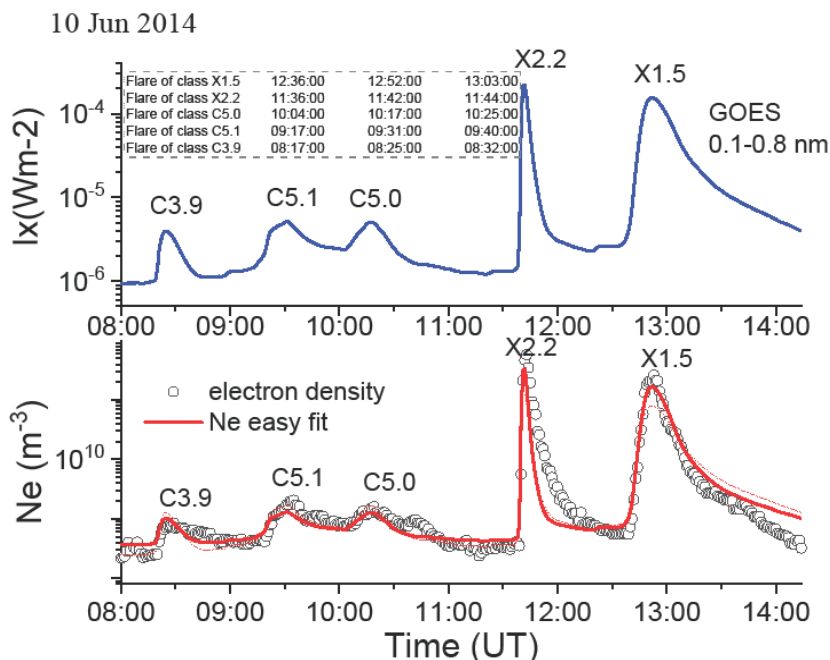 10 Jun 2014
X2.2
X1.5
Flare of class X1.5 12:36:00 12:52:00 13:03:00
Flare of class X2.2 11:36:00 11:42:00 11:44:00
Flare of class C5.0 10:04:00 10:17:00 10:25:00
Flare of class C5.1 09:17:00 09:31:00 09:40:00
Flare of class C3.9 08:17:00 08:25:00 08:32:00
GOES
0.1-0.8 nm
C3.9
C5.1
C5.0
Ix(Wm-2)
10⁻⁴
10⁻⁵
10⁻⁶
08:00 09:00 10:00 11:00 12:00 13:00 14:00
X2.2
X1.5
electron density
Ne easy fit
C3.9
C5.1
C5.0
Ne (m⁻³)
10¹⁰
08:00 09:00 10:00 11:00 12:00 13:00 14:00
Time (UT)